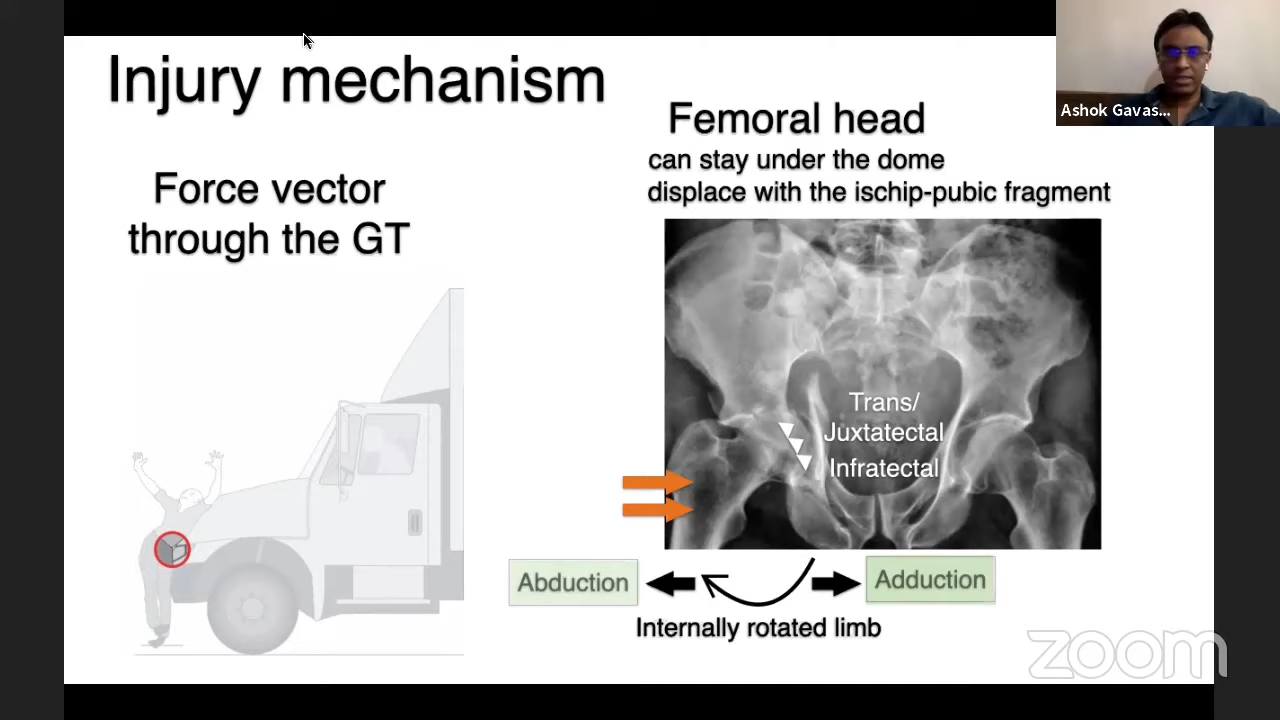 Injury mechanism
Force vector
through the GT
Femoral head
can stay under the dome
displace with the ischip-pubic fragment
Trans/
Juxtatectal
Infratectal
Abduction
Adduction
Internally rotated limb
Ashok Gavas...
zoom